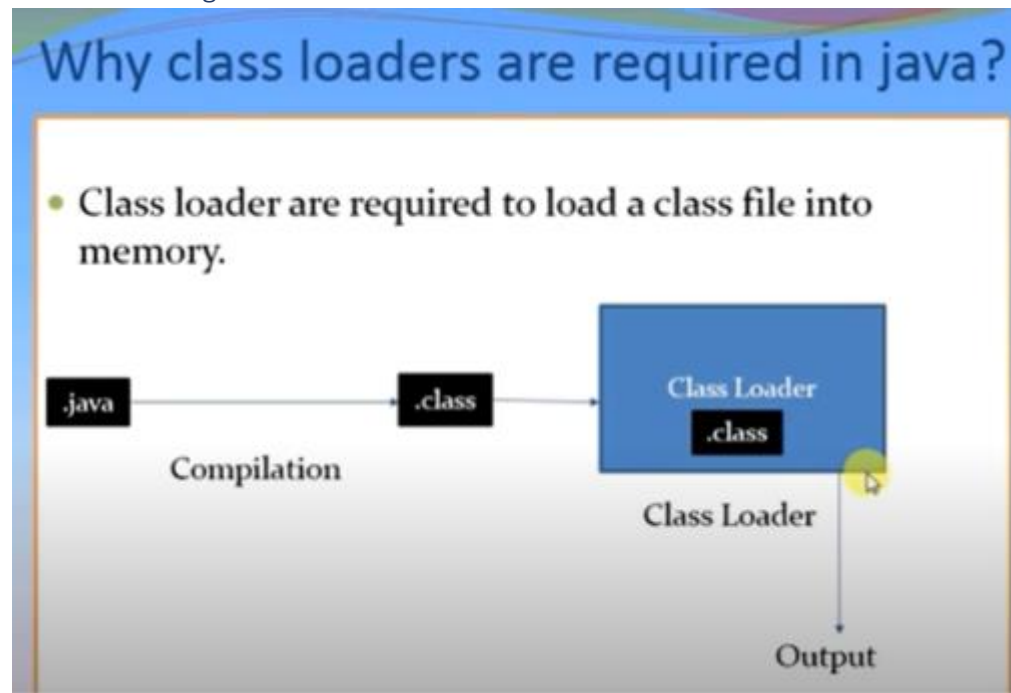 Why class loaders are required in java?
• Class loader are required to load a class file into
memory.
.java
.class
Class Loader
.class
Compilation
Class Loader
Output